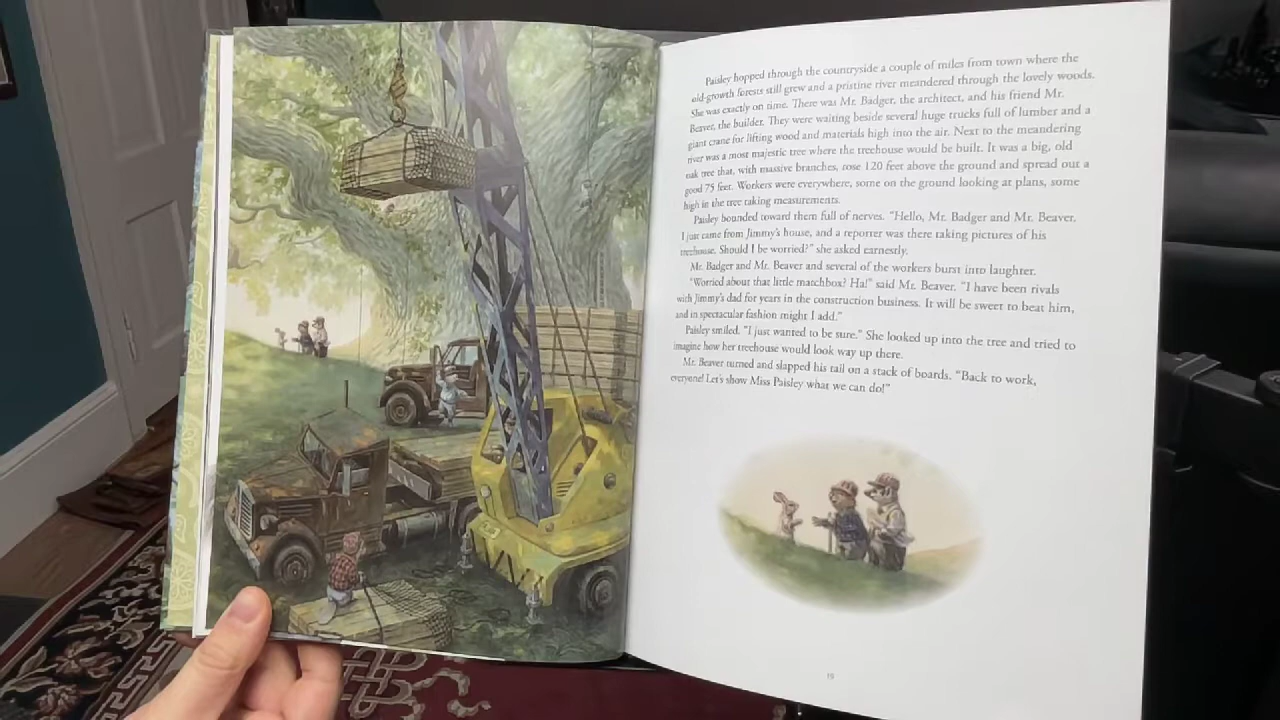 Paisley hopped through the countryside a couple of miles from town where the
old-growth forests still grew and a pristine river meandered through the lovely woods.
She was exactly on time. There was Mr. Badger, the architect, and his friend Mr.
Beaver, the builder. They were waiting beside several huge trucks full of lumber and a
giant crane for lifting wood and materials high into the air. Next to the meandering
river was a most majestic tree where the treehouse would be built. It was a big, old
oak tree that, with massive branches, rose 120 feet above the ground and spread out a
good 75 feet. Workers were everywhere, some on the ground looking at plans, some
high in the tree taking measurements.
Paisley bounded toward them full of nerves. "Hello, Mr. Badger and Mr. Beaver,
I just came from Jimmy's house, and a reporter was there taking pictures of his
treehouse. Should I be worried?" she asked earnestly.
Mr. Badger and Mr. Beaver and several of the workers burst into laughter.
"Worried about that little matchbox? Ha!" said Mr. Beaver. "I have been rivals
with Jimmy's dad for years in the construction business. It will be sweet to beat him,
and in spectacular fashion might I add."
Paisley smiled. "I just wanted to be sure." She looked up into the tree and tried to
imagine how her treehouse would look way up there.
Mr. Beaver turned and slapped his tail on a stack of boards. "Back to work,
everyone! Let's show Miss Paisley what we can do!"